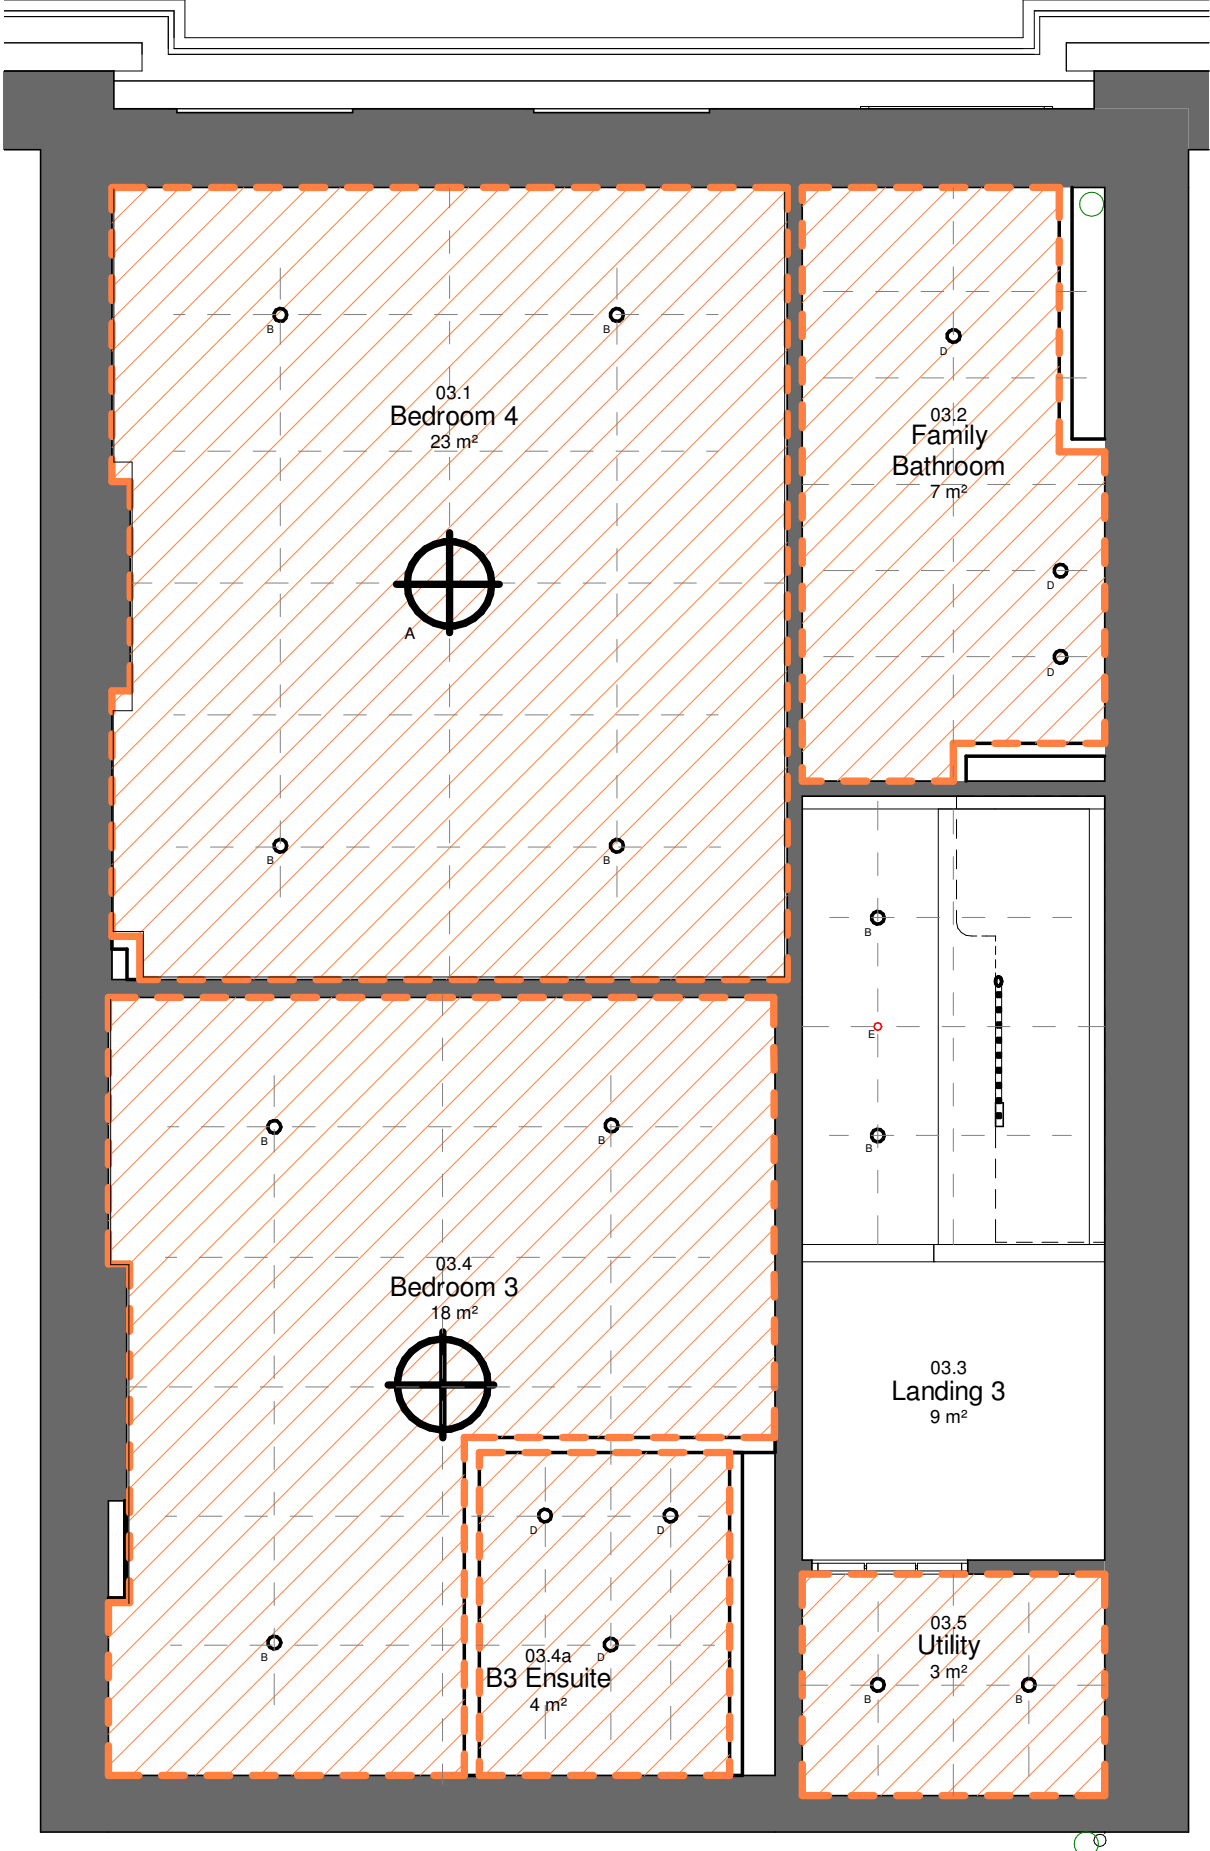 B
B
D
03.1
Bedroom 4
23 m²
03.2
Family
Bathroom
7 m²
D
A
D
B
B
B
E
B
B
B
03.4
Bedroom 3
18 m²
03.3
Landing 3
9 m²
D
D
B
D
03.4a
B3 Ensuite
4 m²
03.5
Utility
3 m²
B
B